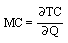 MC = ∂TC/∂Q